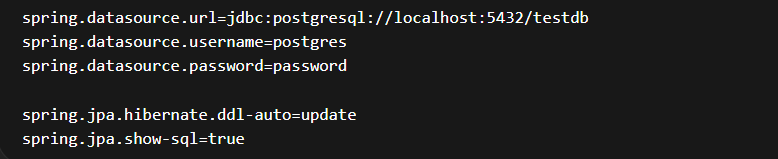 spring.datasource.url=jdbc:postgresql://localhost:5432/testdb
spring.datasource.username=postgres
spring.datasource.password=password
spring.jpa.hibernate.ddl-auto=update
spring.jpa.show-sql=true